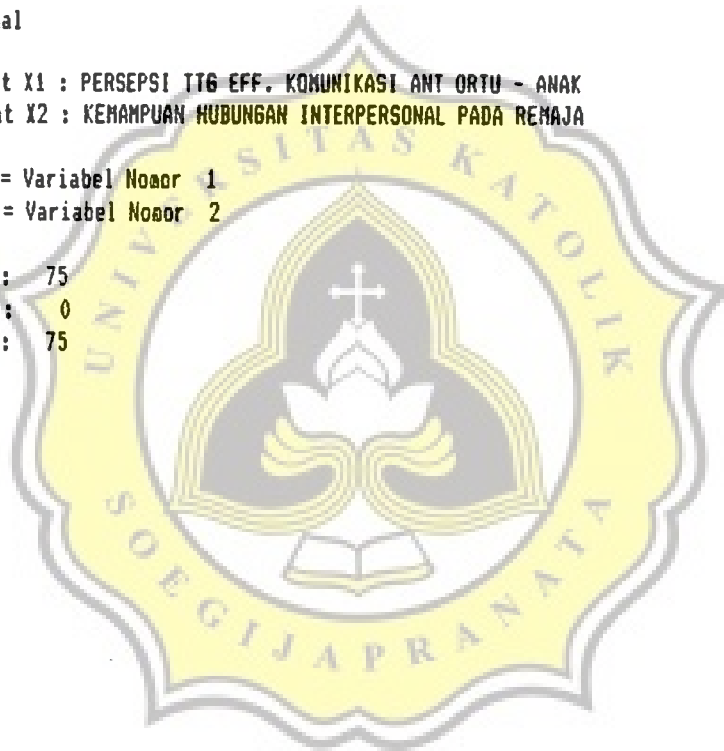 al
t X1 : PERSEPSI TTG EFF. KOMUNIKASI ANT ORTU - ANAK
at X2 : KEMAMPUAN HUBUNGAN INTERPERSONAL PADA REMAJA
= Variabel Nomor 1
= Variabel Nomor 2
: 75
: 0
: 75
UNIVERSITAS KATOLIK
SOEGIJAPRANATA